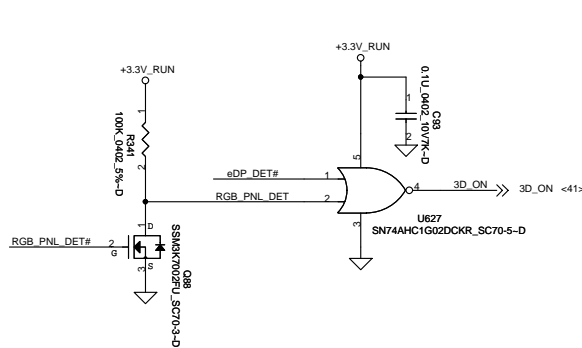 +3.3V_RUN
+3.3V_RUN
1
R341
100K_0402_5%~D
2
1
C93
0.1U_0402_10V7K~D
2
5
eDP_DET#
1
RGB_PNL_DET
2
4
3D_ON
3D_ON <41>
3
U627
SN74AHC1G02DCKR_SC70-5~D
RGB_PNL_DET#
2
G
1
D
S
3
Q88
SSM3K7002FU_SC70-3~D